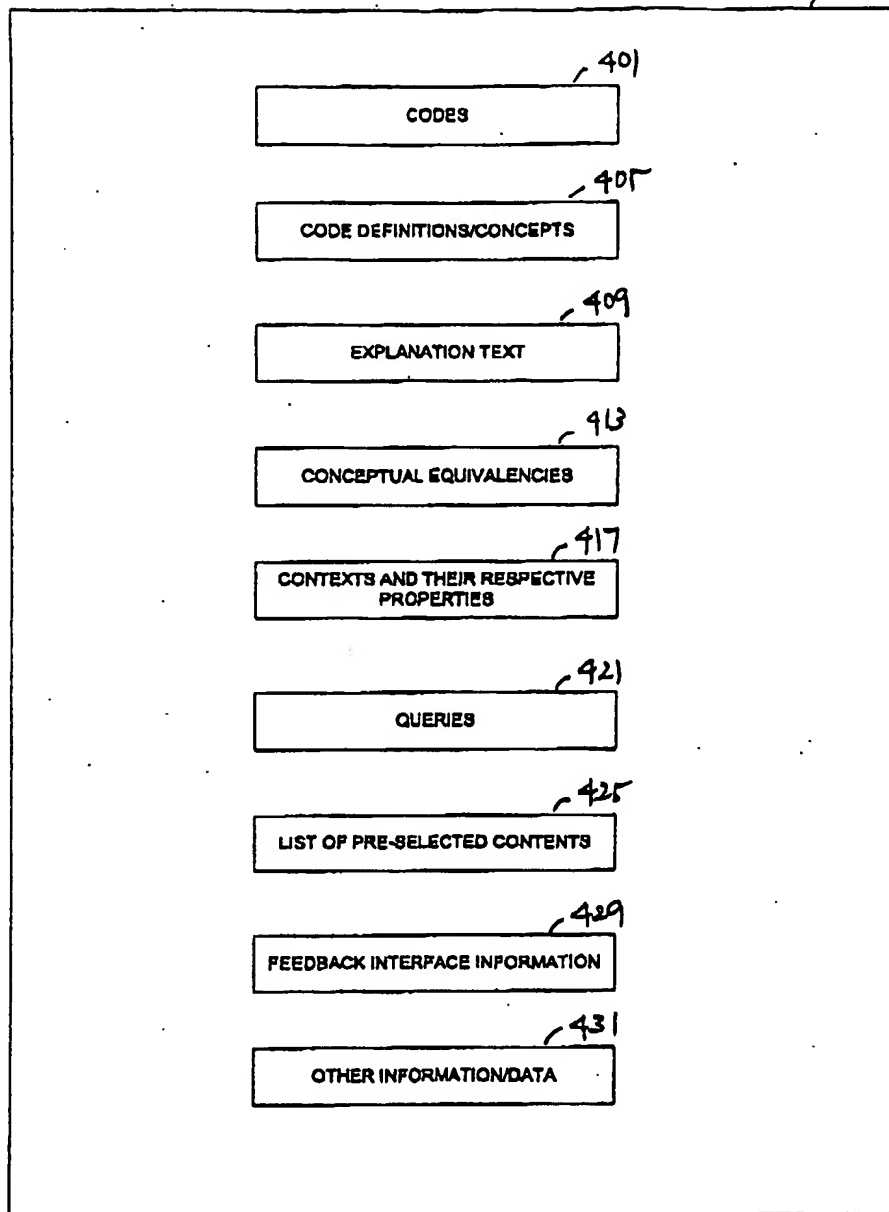 401
CODES
405
CODE DEFINITIONS/CONCEPTS
409
EXPLANATION TEXT
413
CONCEPTUAL EQUIVALENCIES
417
CONTEXTS AND THEIR RESPECTIVE
PROPERTIES
421
QUERIES
425
LIST OF PRE-SELECTED CONTENTS
429
FEEDBACK INTERFACE INFORMATION
431
OTHER INFORMATION/DATA